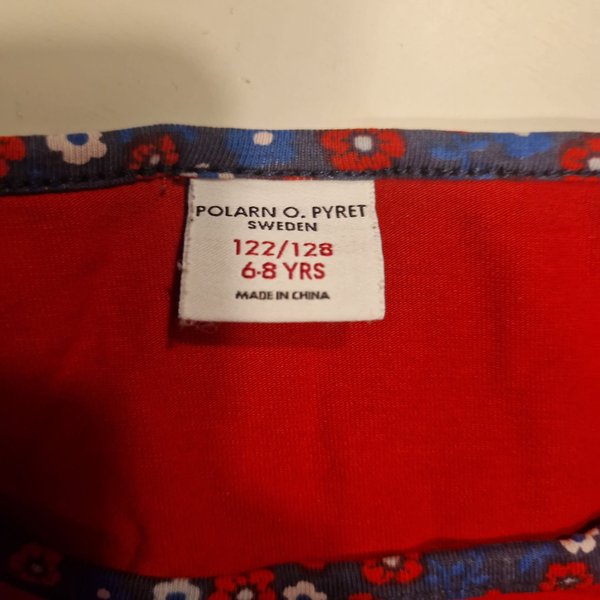 POLARN O. PYRET
SWEDEN
122/128
6-8 YRS
MADE IN CHINA